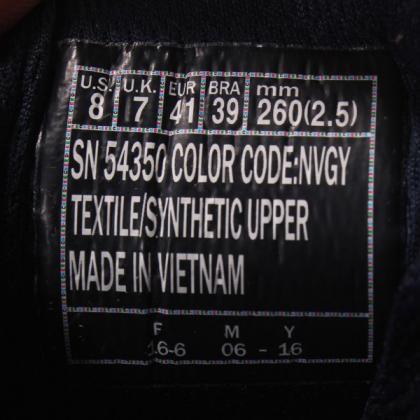 U.S. U.K. EUR BRA mm
8 7 41 39 260(2.5)
SN 54350 COLOR CODE:NVGY
TEXTILE/SYNTHETIC UPPER
MADE IN VIETNAM
F M Y
16-6 06 - 16